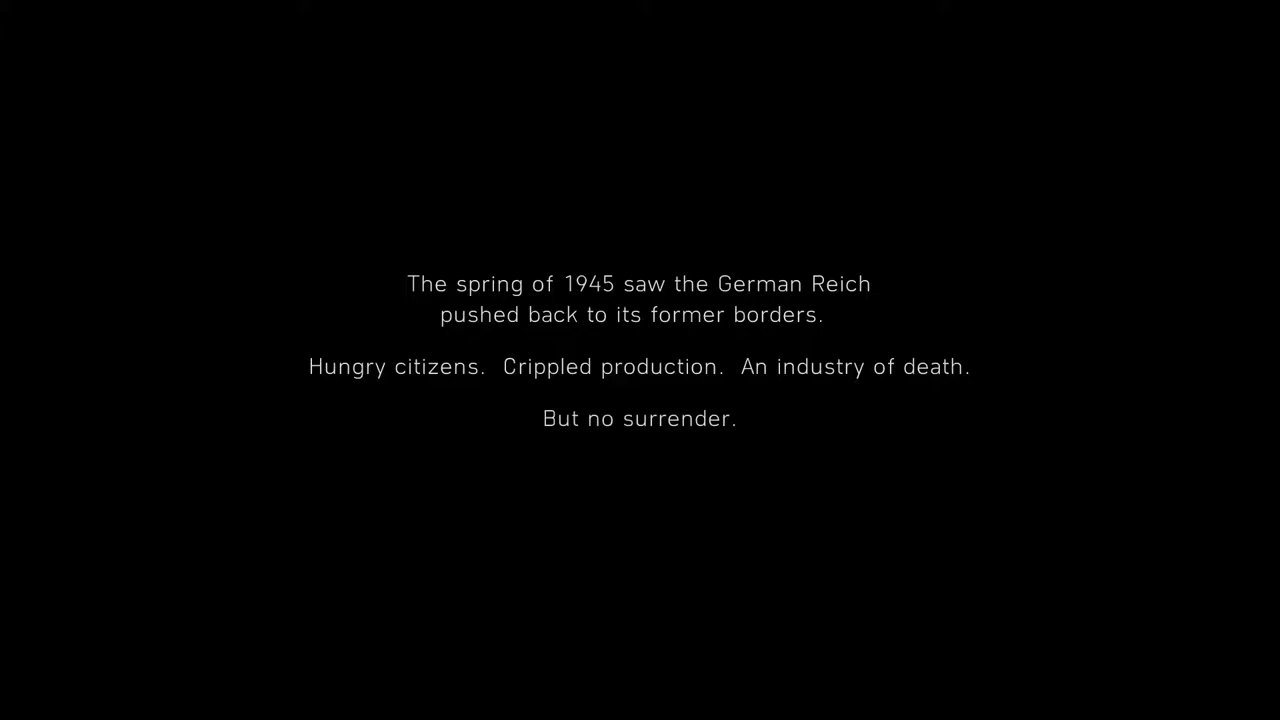 The spring of 1945 saw the German Reich
pushed back to its former borders.
Hungry citizens.  Crippled production.  An industry of death.
But no surrender.